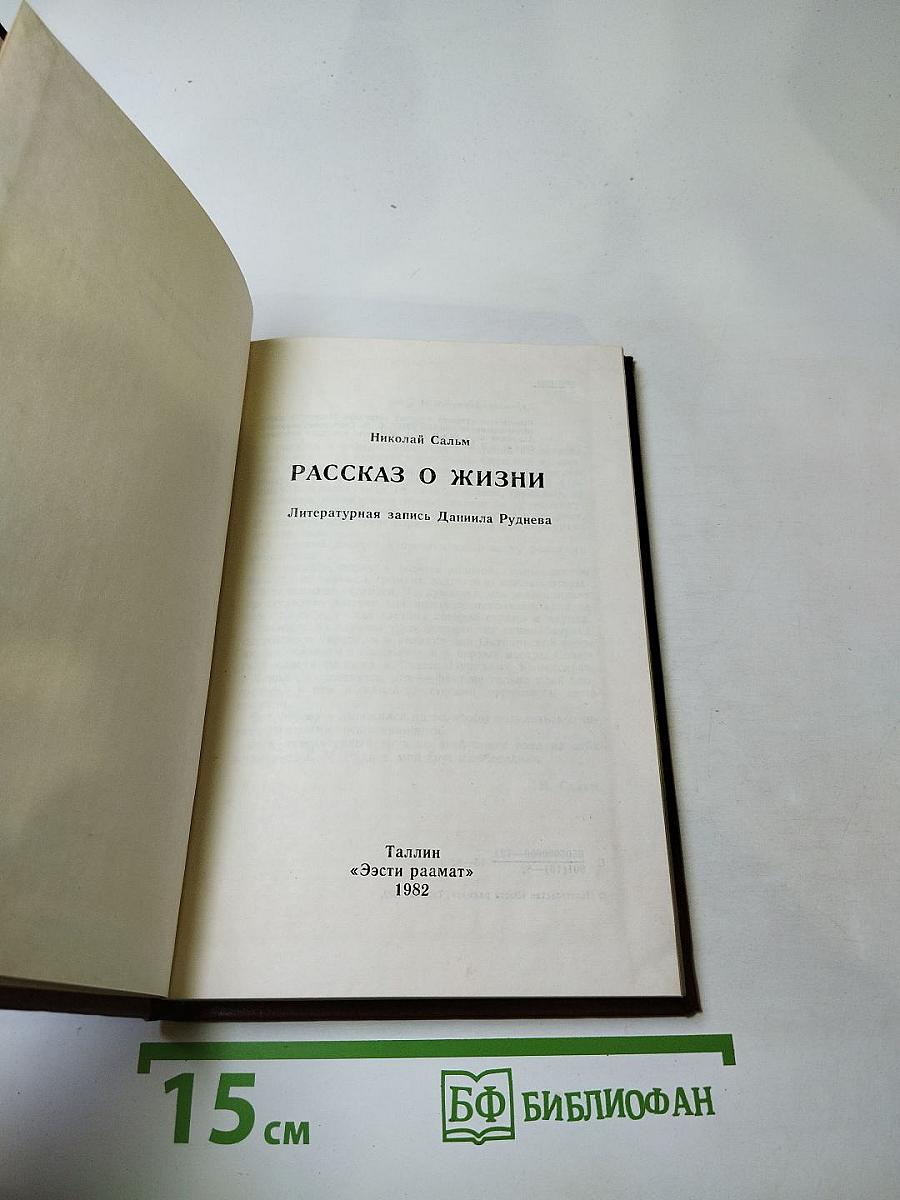 Николай Сальм
РАССКАЗ О ЖИЗНИ
Литературная запись Даниила Руднева
Таллин
«Ээсти раамат»
1982
15 см
БФ БИБЛИОФАН